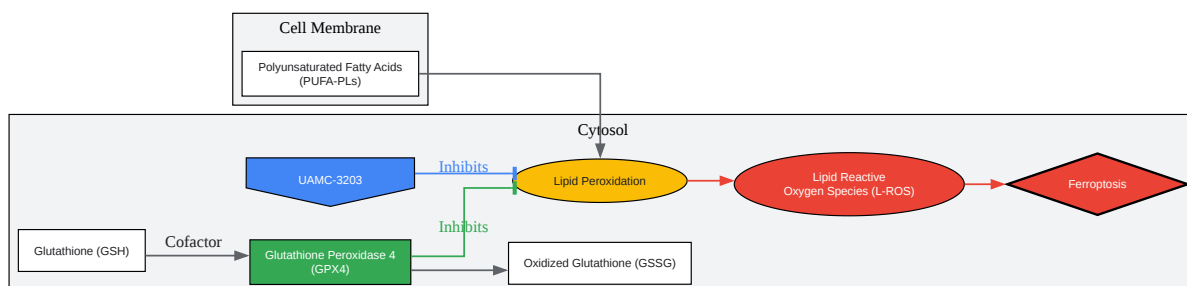 Cell Membrane
Polyunsaturated Fatty Acids
(PUFA-PLs)
Cytosol
UAMC-3203
Inhibits
Lipid Peroxidation
Lipid Reactive
Oxygen Species (L-ROS)
Ferroptosis
Inhibits
Glutathione (GSH)
Cofactor
Glutathione Peroxidase 4
(GPX4)
Oxidized Glutathione (GSSG)